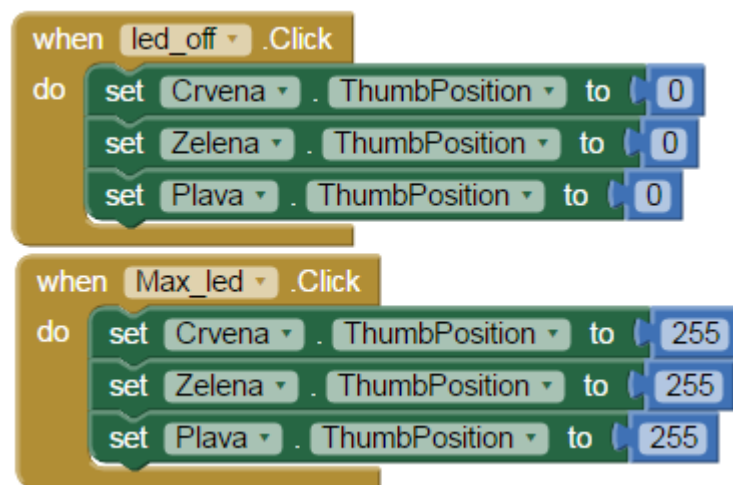 when led_off .Click
do set Crvena . ThumbPosition to 0
set Zelena . ThumbPosition to 0
set Plava . ThumbPosition to 0
when Max_led .Click
do set Crvena . ThumbPosition to 255
set Zelena . ThumbPosition to 255
set Plava . ThumbPosition to 255